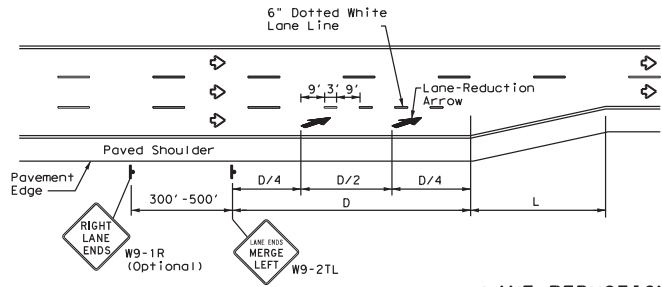 6" Dotted White
Lane Line
9' 3' 9'
Lane-Reduction
Arrow
Paved Shoulder
Pavement
Edge
D/4 D/2 D/4
300'-500' D L
RIGHT
LANE
ENDS
W9-1R
(Optional)
LANE ENDS
MERGE
LEFT
W9-2TL